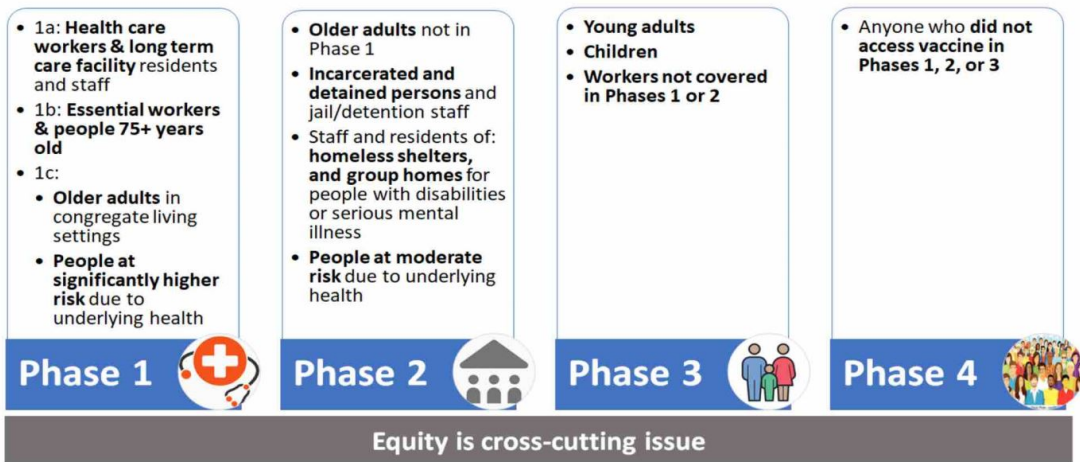 • 1a: Health care
workers & long term
care facility residents
and staff
• 1b: Essential workers
& people 75+ years
old
• 1c:
• Older adults in
congregate living
settings
• People at
significantly higher
risk due to
underlying health
Phase 1
• Older adults not in
Phase 1
• Incarcerated and
detained persons and
jail/detention staff
• Staff and residents of:
homeless shelters,
and group homes for
people with disabilities
or serious mental
illness
• People at moderate
risk due to underlying
health
Phase 2
• Young adults
• Children
• Workers not covered
in Phases 1 or 2
Phase 3
• Anyone who did not
access vaccine in
Phases 1, 2, or 3
Phase 4
Equity is cross-cutting issue